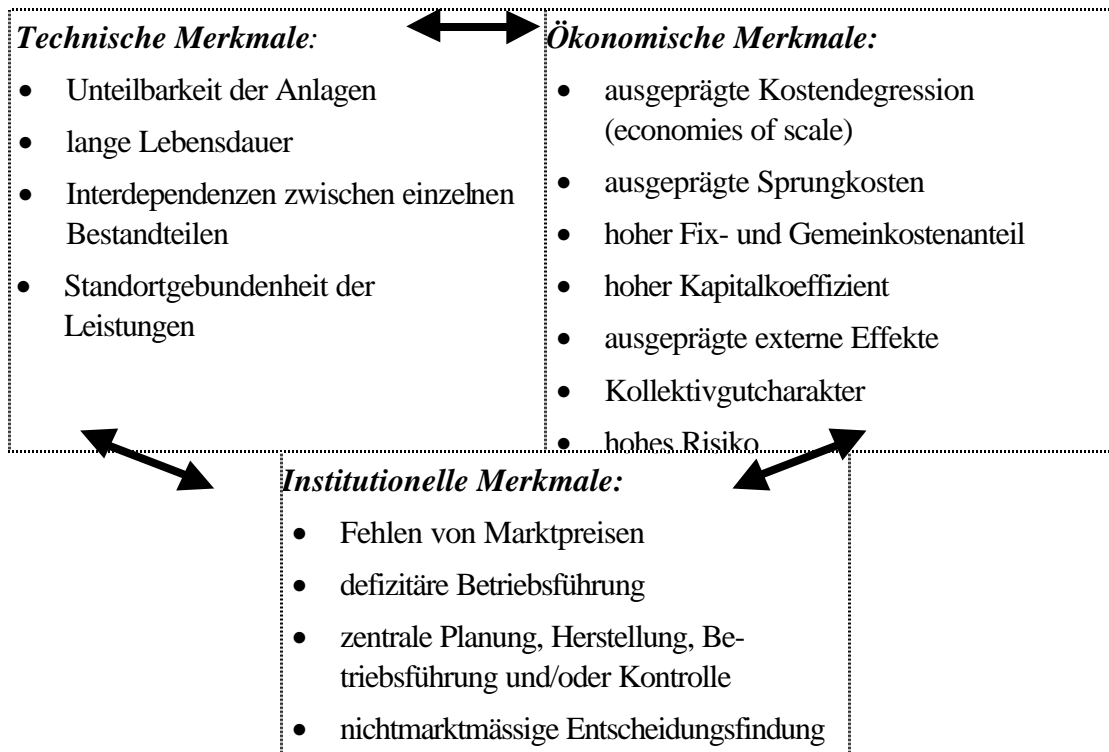 Technische Merkmale:
• Unteilbarkeit der Anlagen
• lange Lebensdauer
• Interdependenzen zwischen einzelnen
Bestandteilen
• Standortgebundenheit der
Leistungen
Ökonomische Merkmale:
• ausgeprägte Kostendegression
(economies of scale)
• ausgeprägte Sprungkosten
• hoher Fix- und Gemeinkostenanteil
• hoher Kapitalkoeffizient
• ausgeprägte externe Effekte
• Kollektivgutcharakter
• hohes Risiko
Institutionelle Merkmale:
• Fehlen von Marktpreisen
• defizitäre Betriebsführung
• zentrale Planung, Herstellung, Be-
triebsführung und/oder Kontrolle
• nichtmarktmässige Entscheidungsfindung